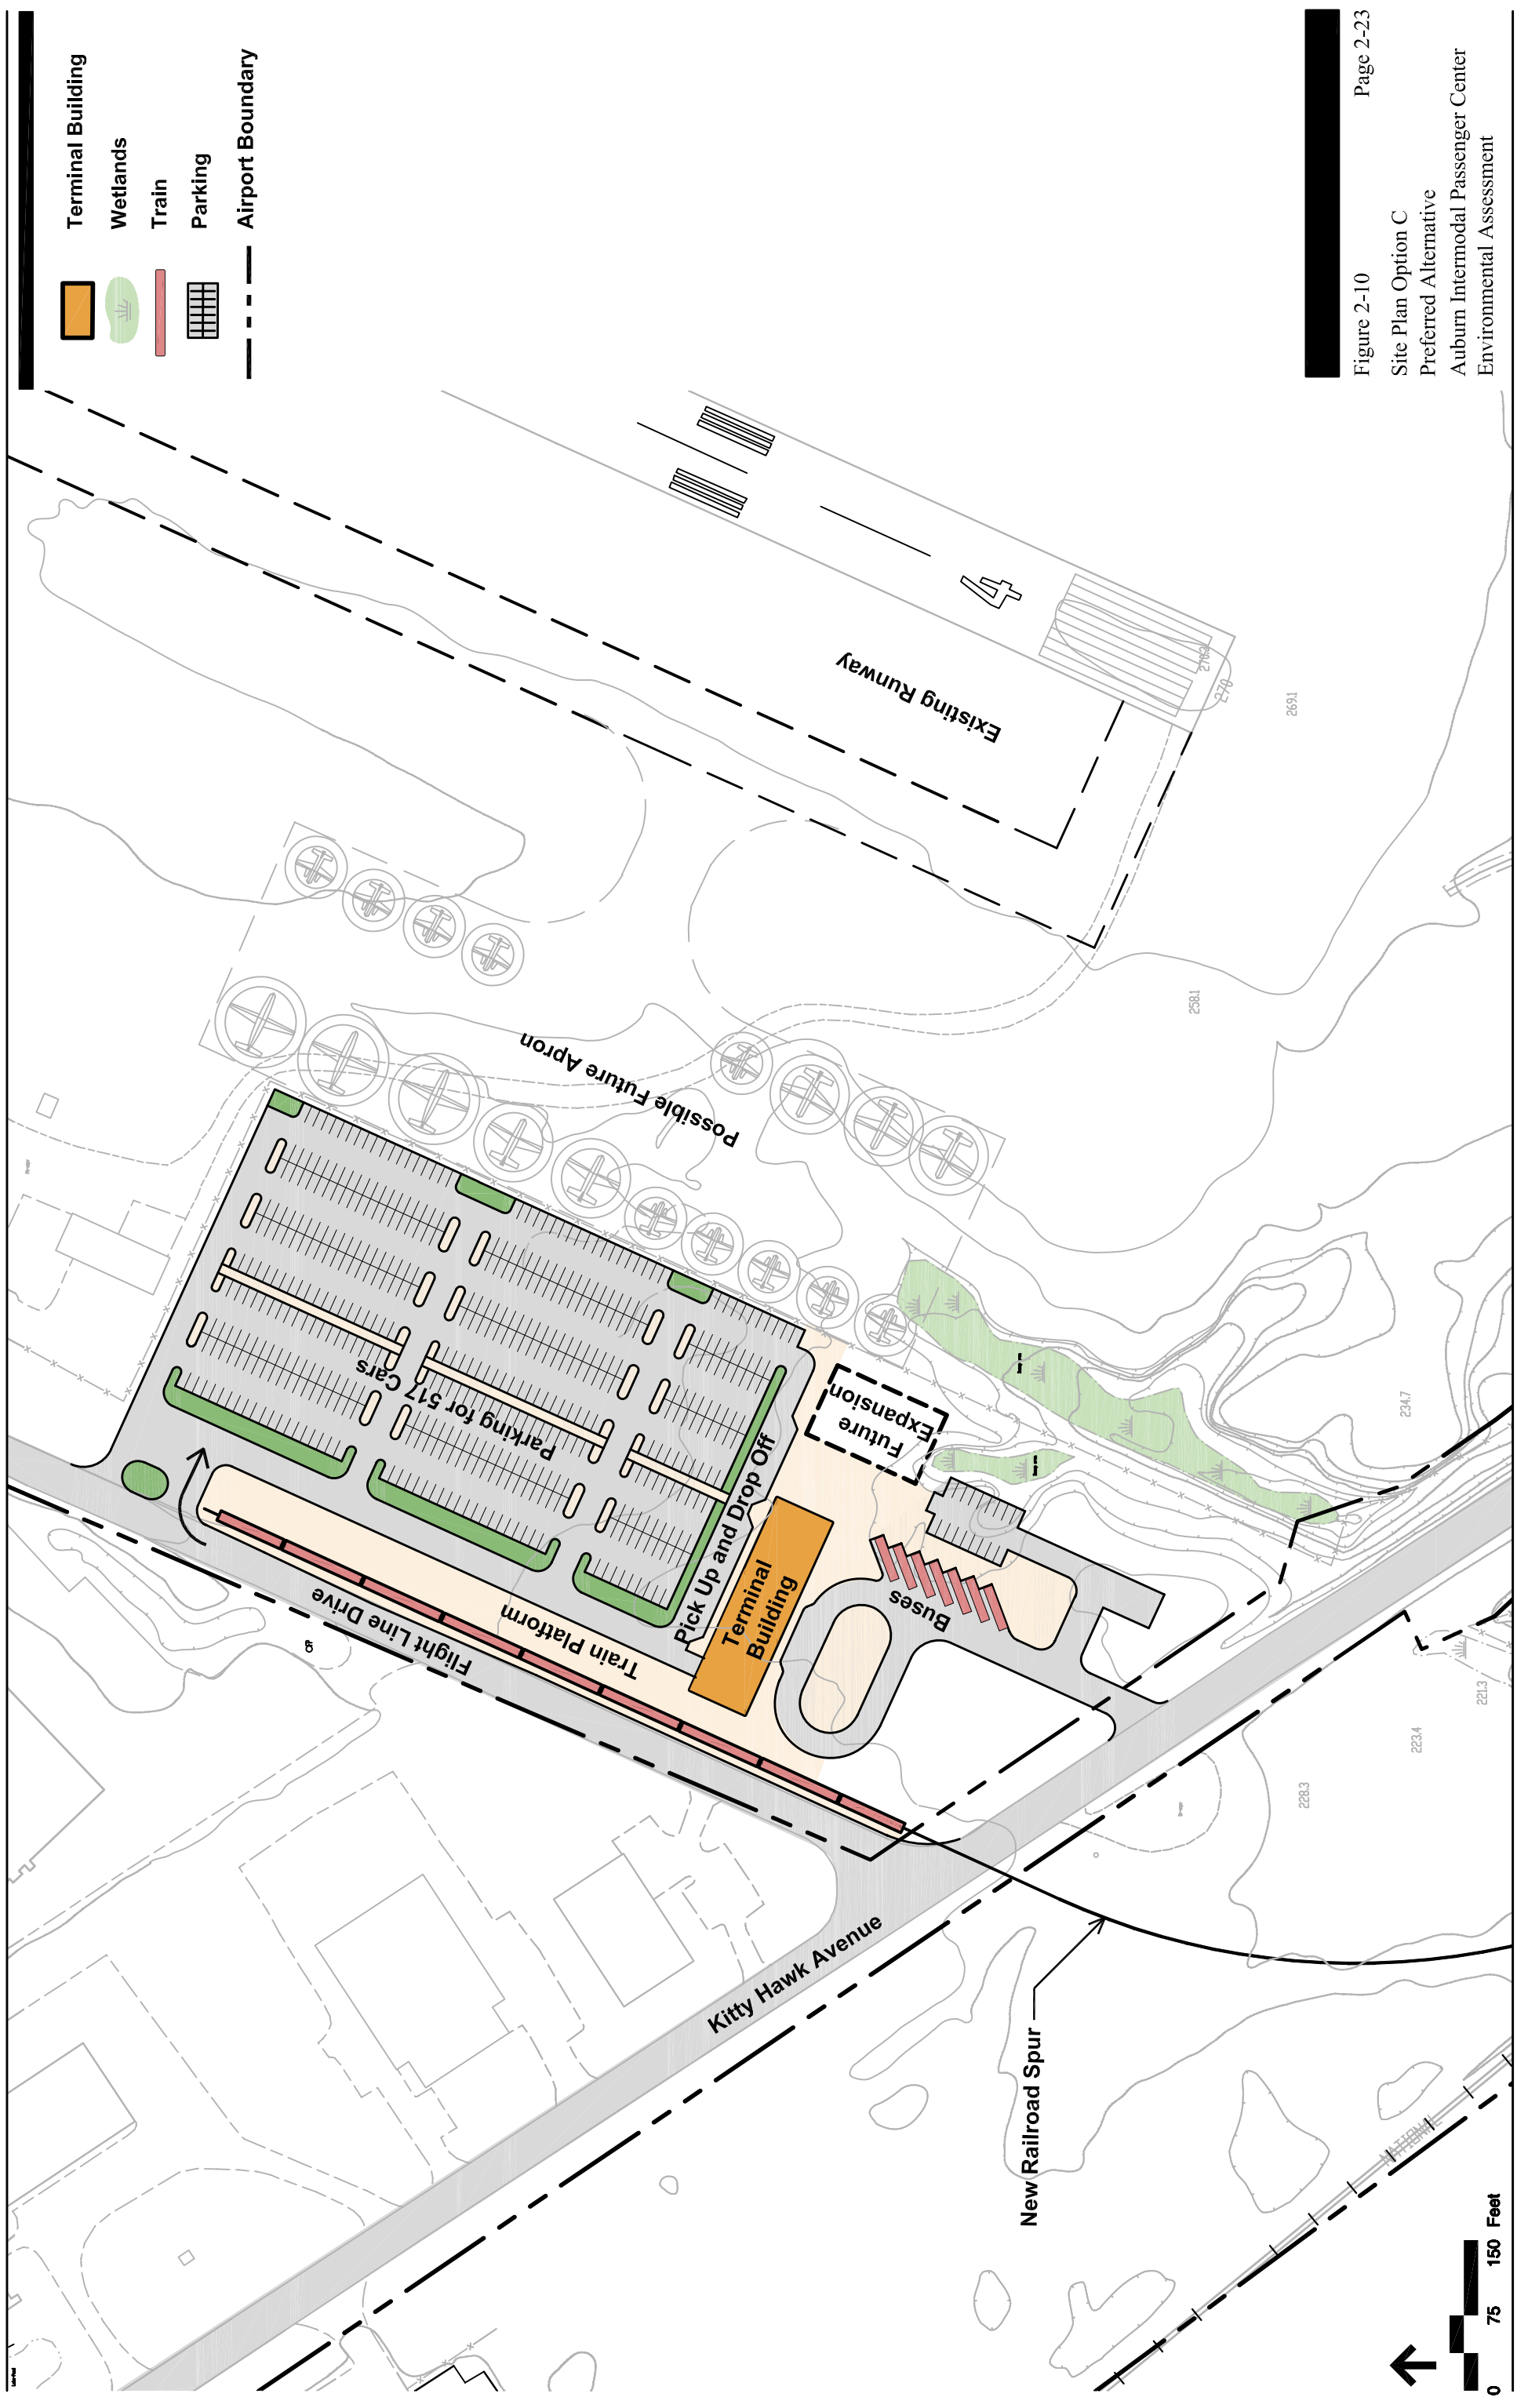 Terminal Building
Wetlands
Train
Parking
Airport Boundary
Figure 2-10 Page 2-23
Site Plan Option C
Preferred Alternative
Auburn Intermodal Passenger Center
Environmental Assessment
4
Existing Runway
270
269.1
258.1
Possible Future Apron
Parking for 517 Cars
Future
Expansion
234.7
Pick Up and Drop Off
Terminal
Building
Buses
Train Platform
Flight Line Drive
221.3
223.4
228.3
Kitty Hawk Avenue
New Railroad Spur
0 75 150 Feet